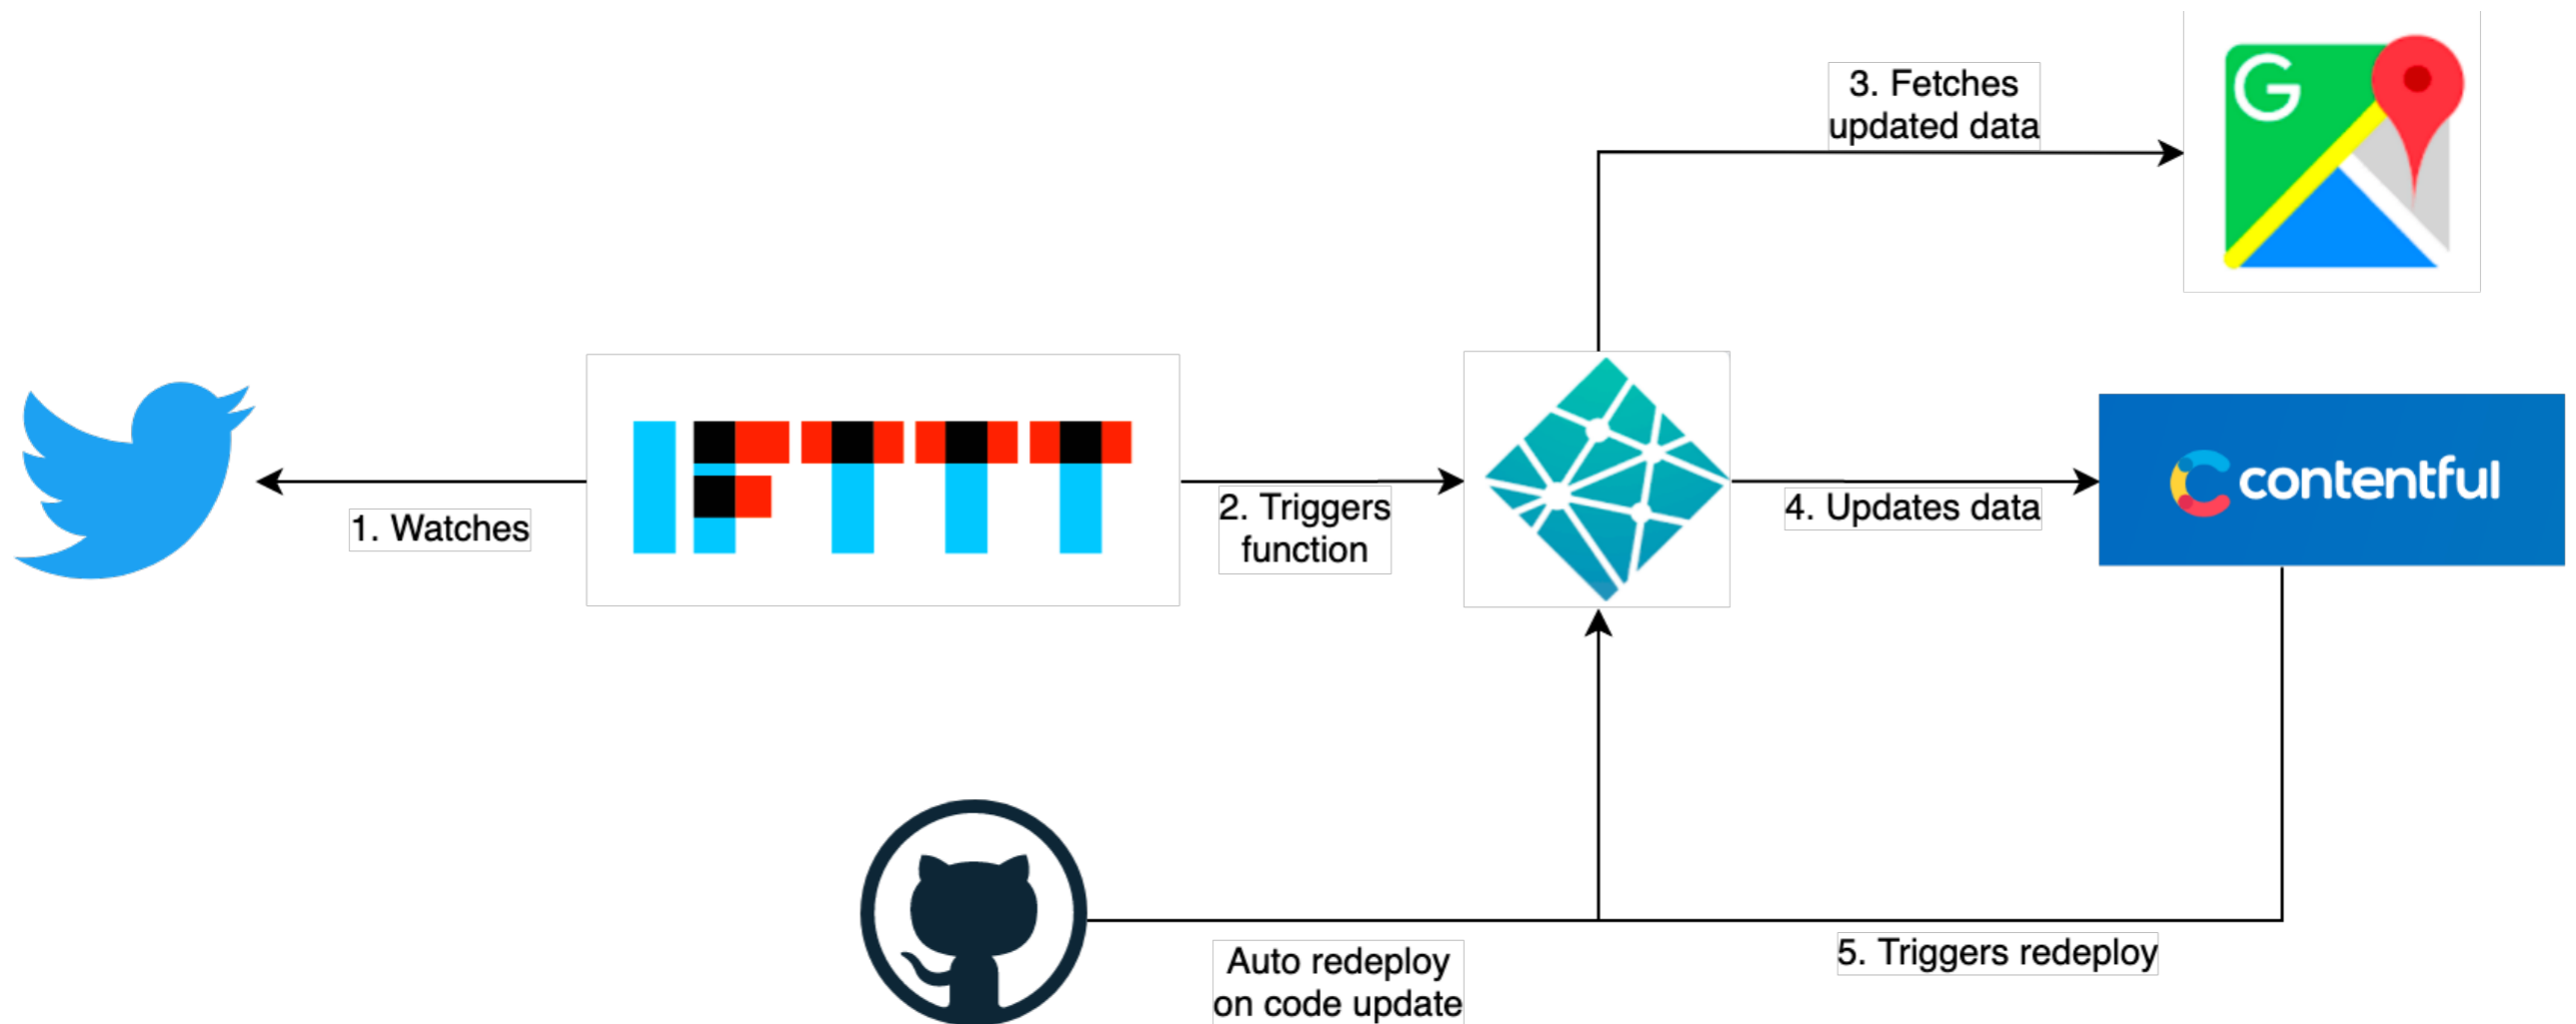 3. Fetches
updated data
G
IFTTT
1. Watches
2. Triggers
function
4. Updates data
contentful
5. Triggers redeploy
Auto redeploy
on code update